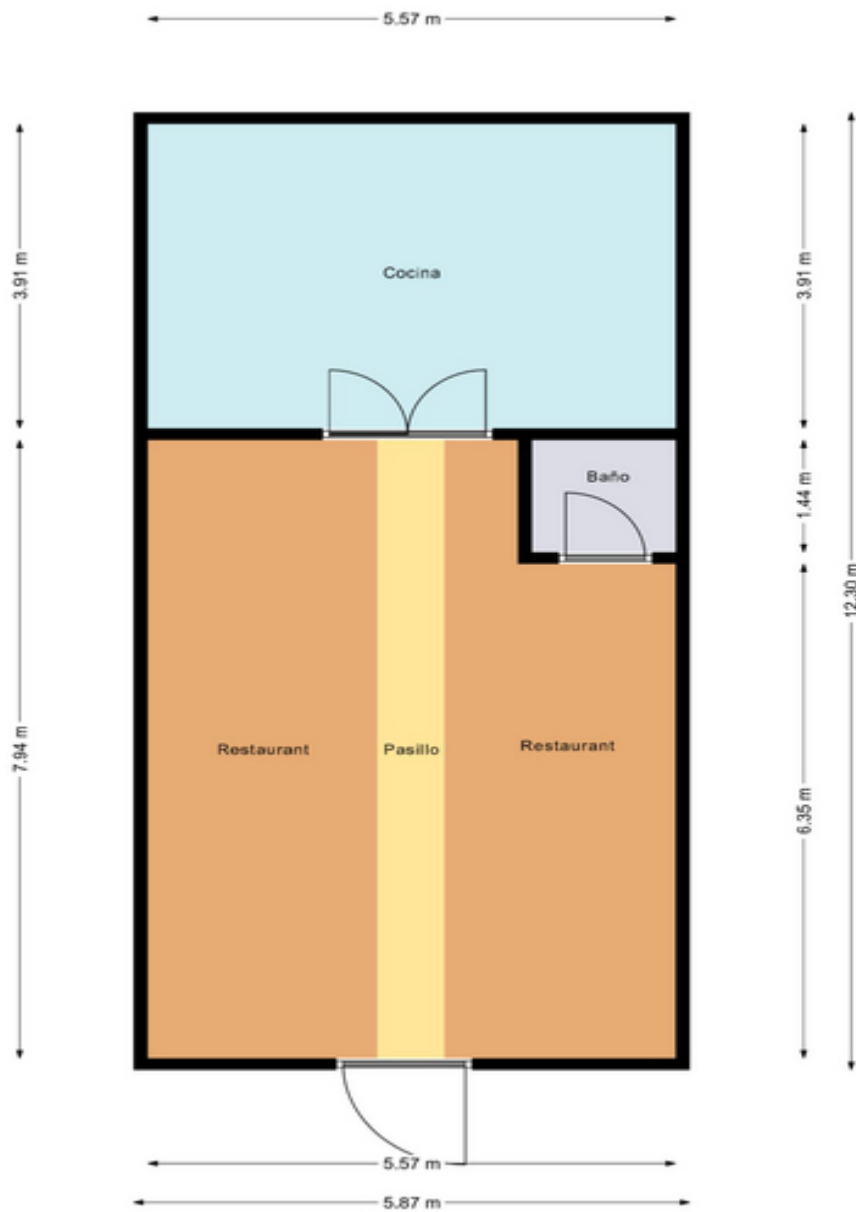 5.57 m
3.91 m
Cocina
3.91 m
Baño
1.44 m
12.30 m
7.94 m
Restaurant
Pasillo
Restaurant
6.35 m
5.57 m
5.87 m